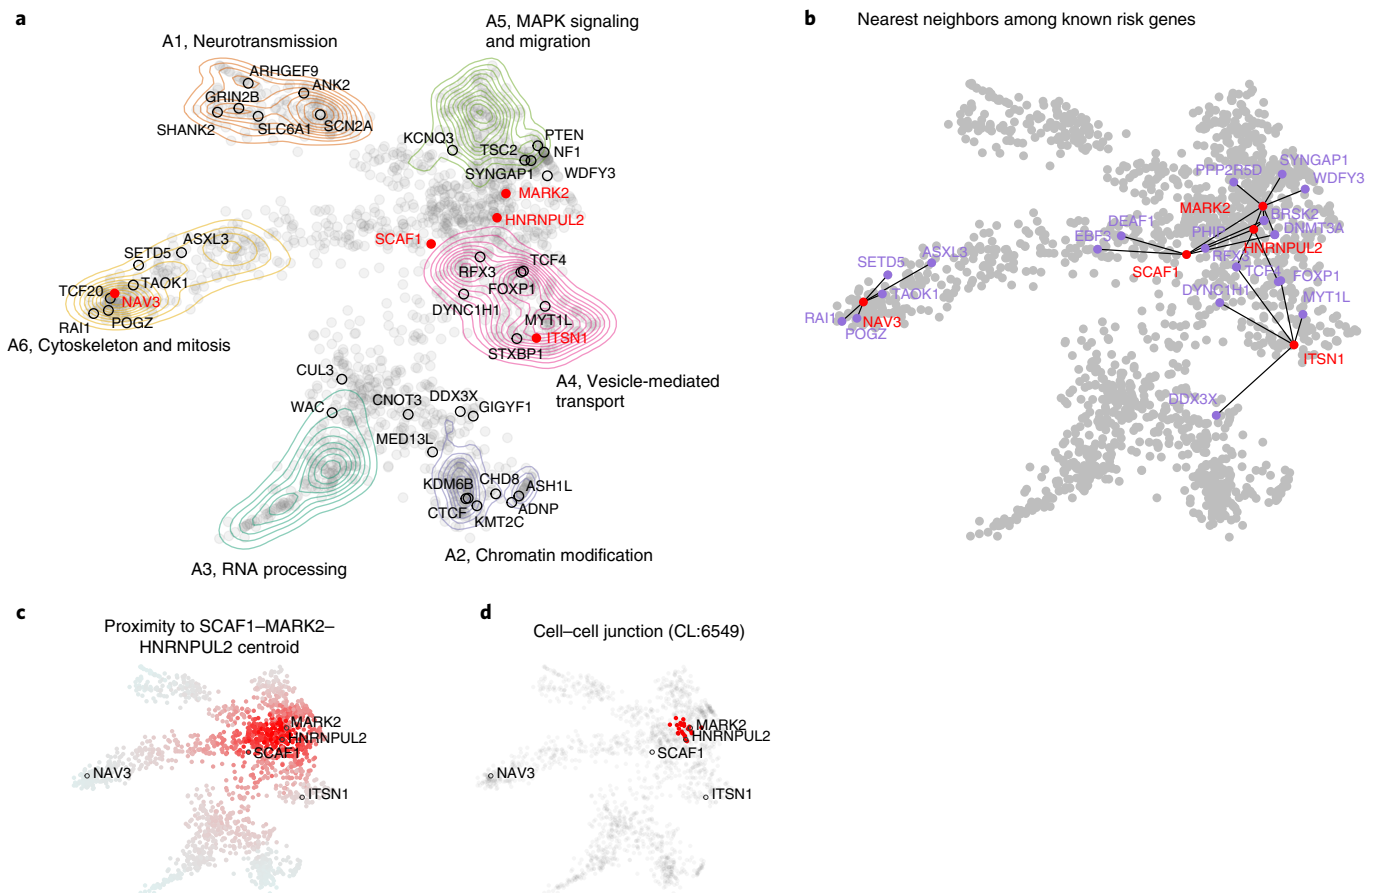 a
A1, Neurotransmission
A5, MAPK signaling
and migration
ARHGEF9
ANK2
GRIN2B
SHANK2
SLC6A1
SCN2A
KCNQ3
PTEN
TSC2
NF1
SYNGAP1
WDFY3
MARK2
HNRNPUL2
SCAF1
ASXL3
SETD5
TAOK1
TCF20
NAV3
RAI1
POGZ
A6, Cytoskeleton and mitosis
RFX3
TCF4
FOXP1
DYNC1H1
MYT1L
ITSN1
STXBP1
A4, Vesicle-mediated
transport
CUL3
WAC
CNOT3
DDX3X
GIGYF1
MED13L
KDM6B
CHD8
ASH1L
CTCF
ADNP
KMT2C
A2, Chromatin modification
A3, RNA processing
b
Nearest neighbors among known risk genes
SYNGAP1
PPP2R5D
WDFY3
MARK2
BRSK2
DEAF1
DNMT3A
EBF3
PHIP
HNRNPUL2
RFX3
SCAF1
TCF4
FOXP1
ASXL3
SETD5
TAOK1
DYNC1H1
MYT1L
RAI1
NAV3
POGZ
ITSN1
DDX3X
c
Proximity to SCAF1–MARK2–
HNRNPUL2 centroid
MARK2
HNRNPUL2
SCAF1
NAV3
ITSN1
d
Cell–cell junction (CL:6549)
MARK2
HNRNPUL2
SCAF1
NAV3
ITSN1